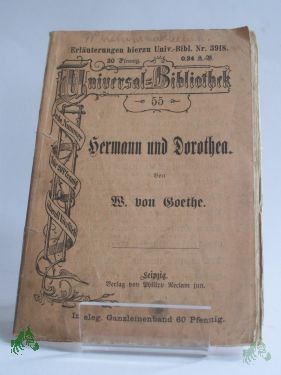 Erläuterungen hierzu Univ.-Bibl. Nr. 3918.
20 Pfennig.
Universal-Bibliothek
55
Hermann und Dorothea.
Von
W. von Goethe.
Leipzig.
Verlag von Philipp Reclam jun.
In eleg. Ganzleinenband 60 Pfennig.